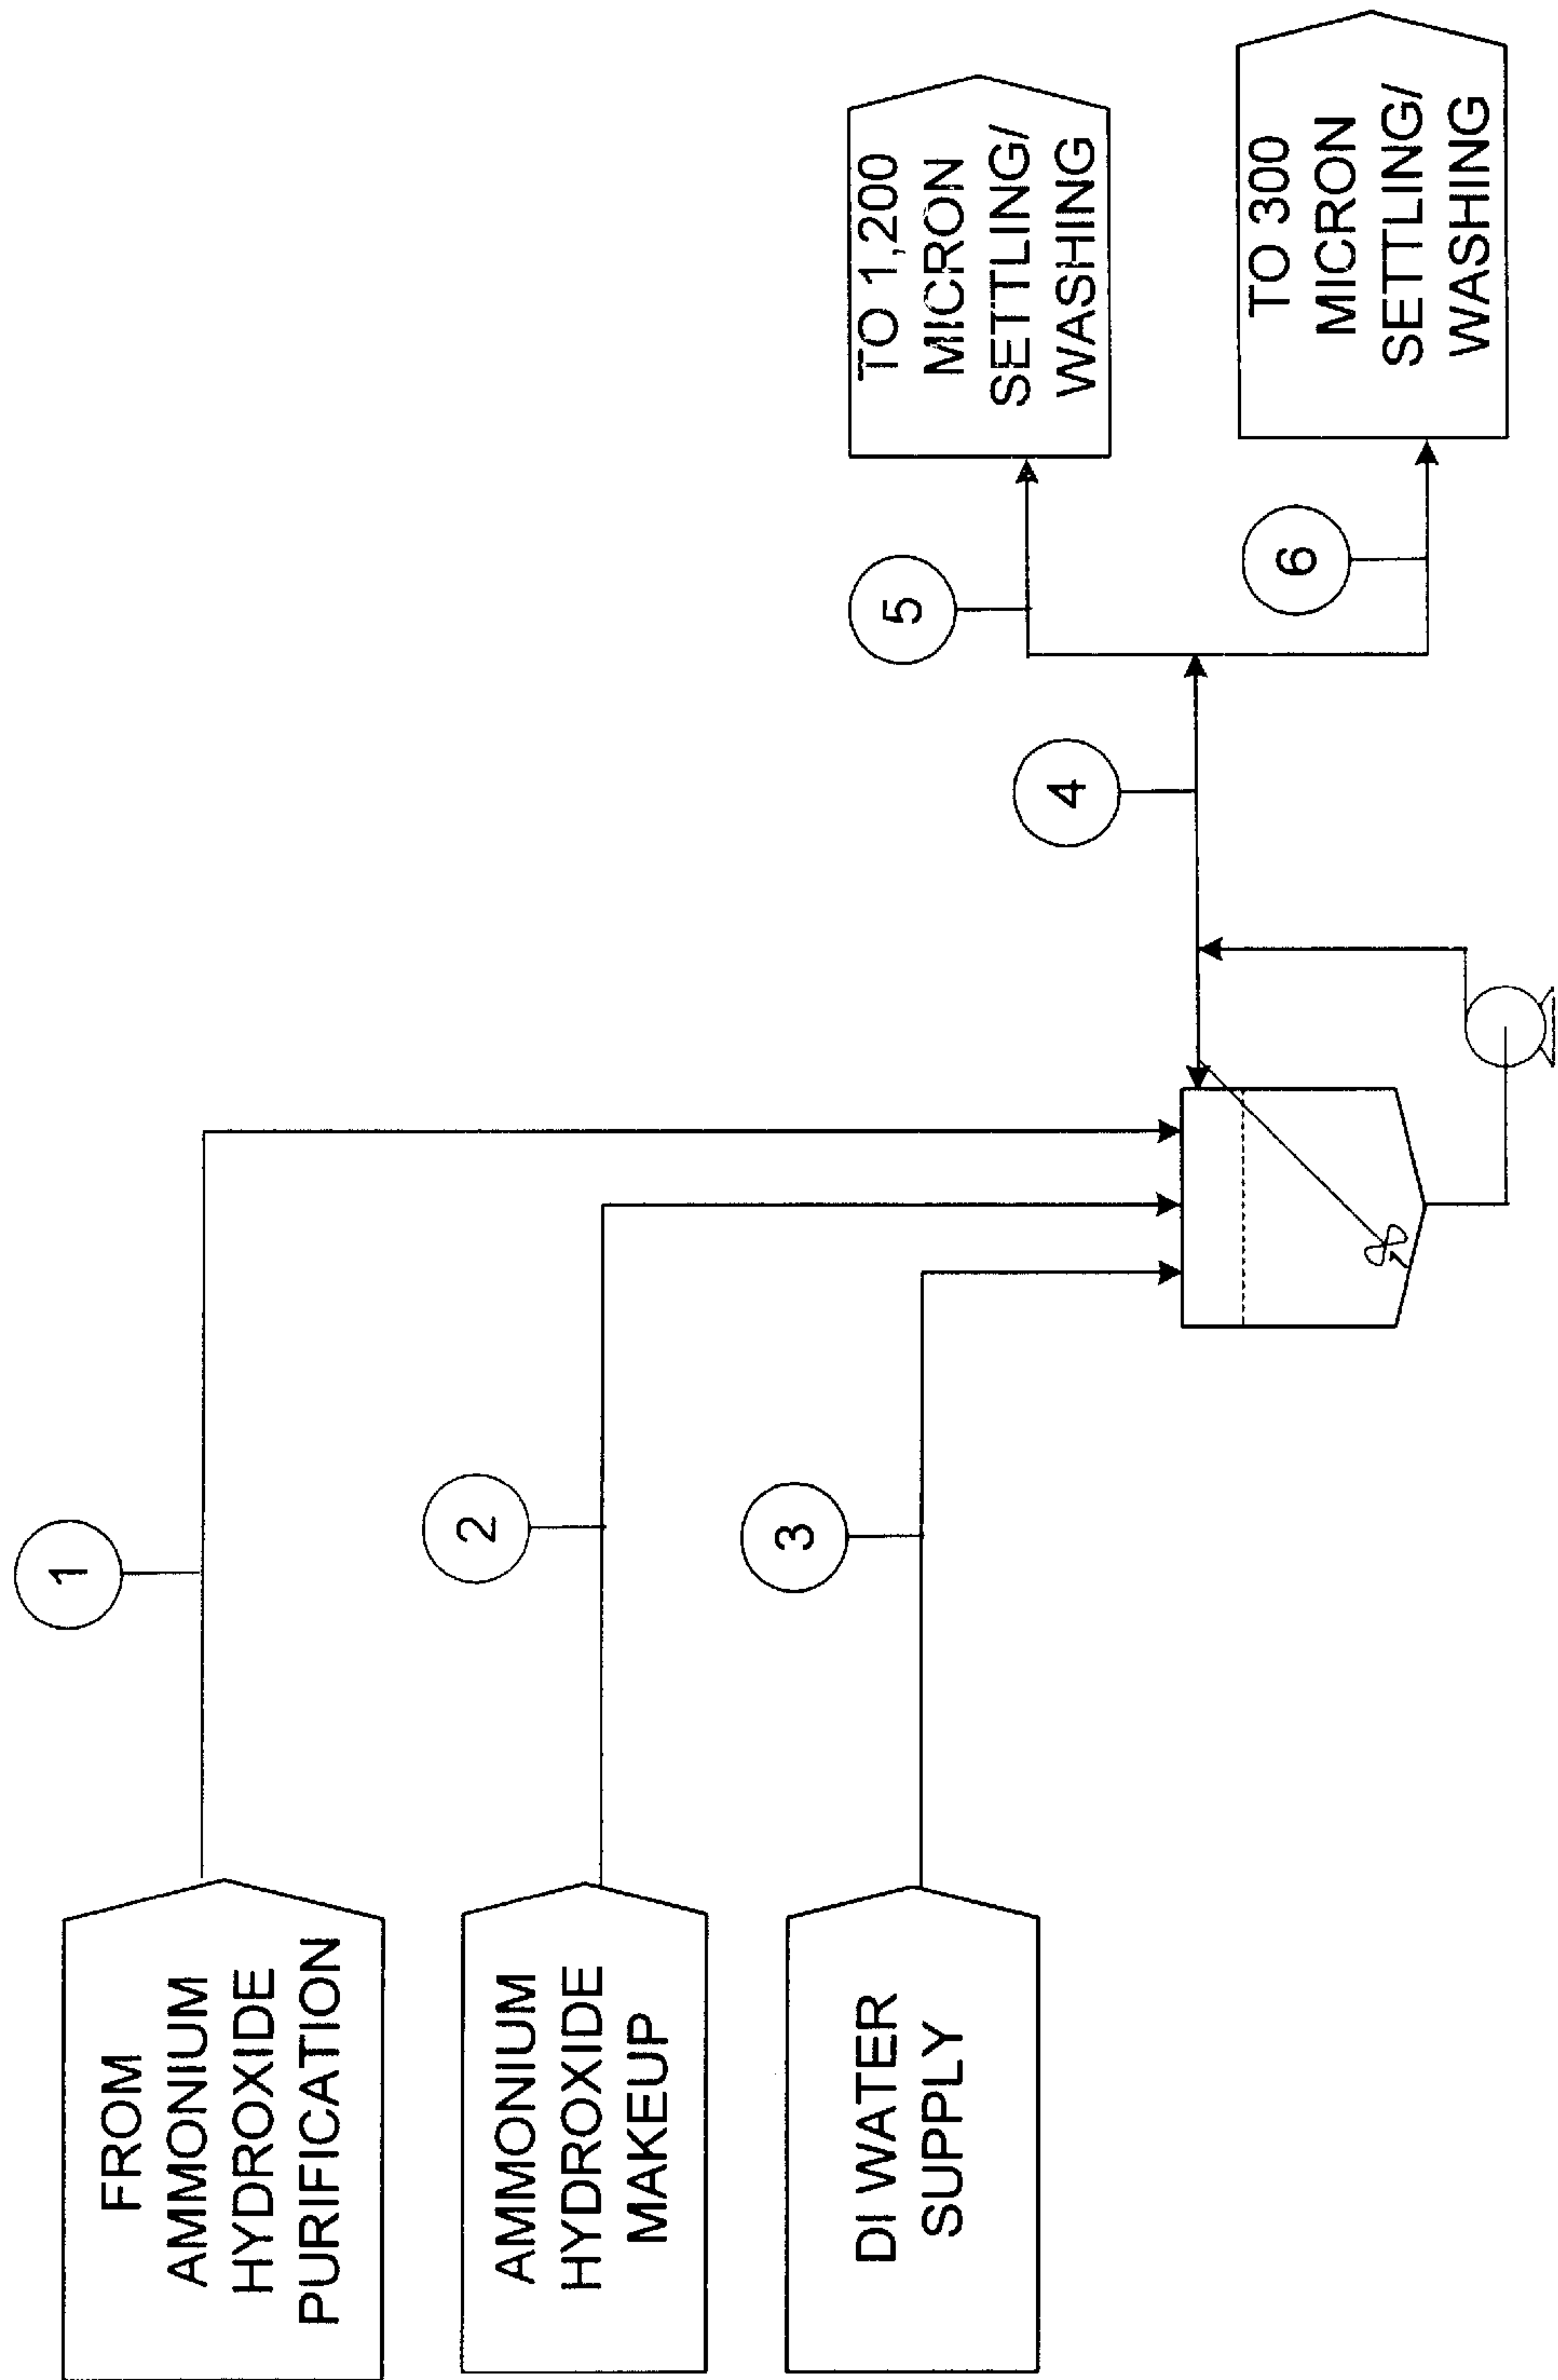 FROM
AMMONIUM
HYDROXIDE
PURIFICATION
1
AMMONIUM
HYDROXIDE
MAKEUP
2
DI WATER
SUPPLY
3
4
5
TO 1,200
MICRON
SETTLING/
WASHING
6
TO 300
MICRON
SETTLING/
WASHING